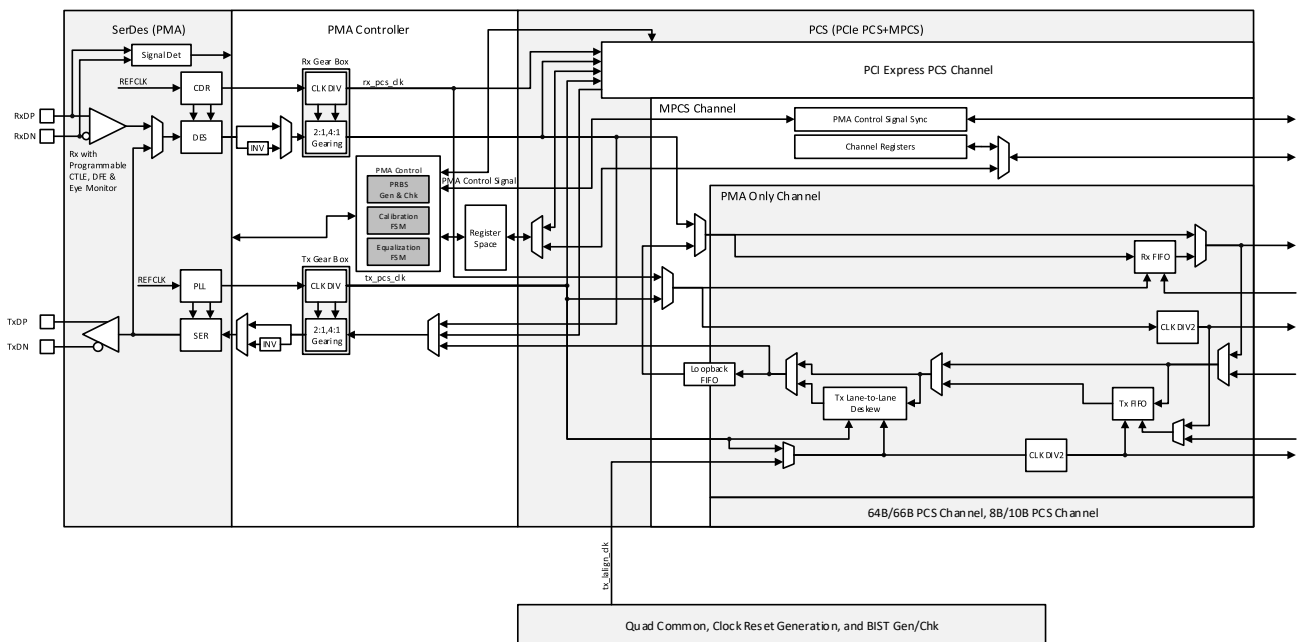 SerDes (PMA)
PMA Controller
PCS (PCIe PCS+MPCS)
Signal Det
Rx Gear Box
PCI Express PCS Channel
REFCLK
CDR
CLK DIV
rx_pcs_clk
RxDP
MPCS Channel
PMA Control Signal Sync
RxDN
DES
2:1,4:1
Gearing
INV
Channel Registers
Rx with
Programmable
CTLE, DFE &
Eye Monitor
PMA Control
PRBS
Gen & Chk
Calibration
FSM
Equalization
FSM
PMA Control Signal
Register
Space
PMA Only Channel
Rx FIFO
Tx Gear Box
tx_pcs_clk
REFCLK
PLL
CLK DIV
TxDP
TxDN
SER
INV
2:1,4:1
Gearing
CLK DIV2
Loopback
FIFO
Tx Lane-to-Lane
Deskew
Tx FIFO
CLK DIV2
64B/66B PCS Channel, 8B/10B PCS Channel
tx_lalign_clk
Quad Common, Clock Reset Generation, and BIST Gen/Chk